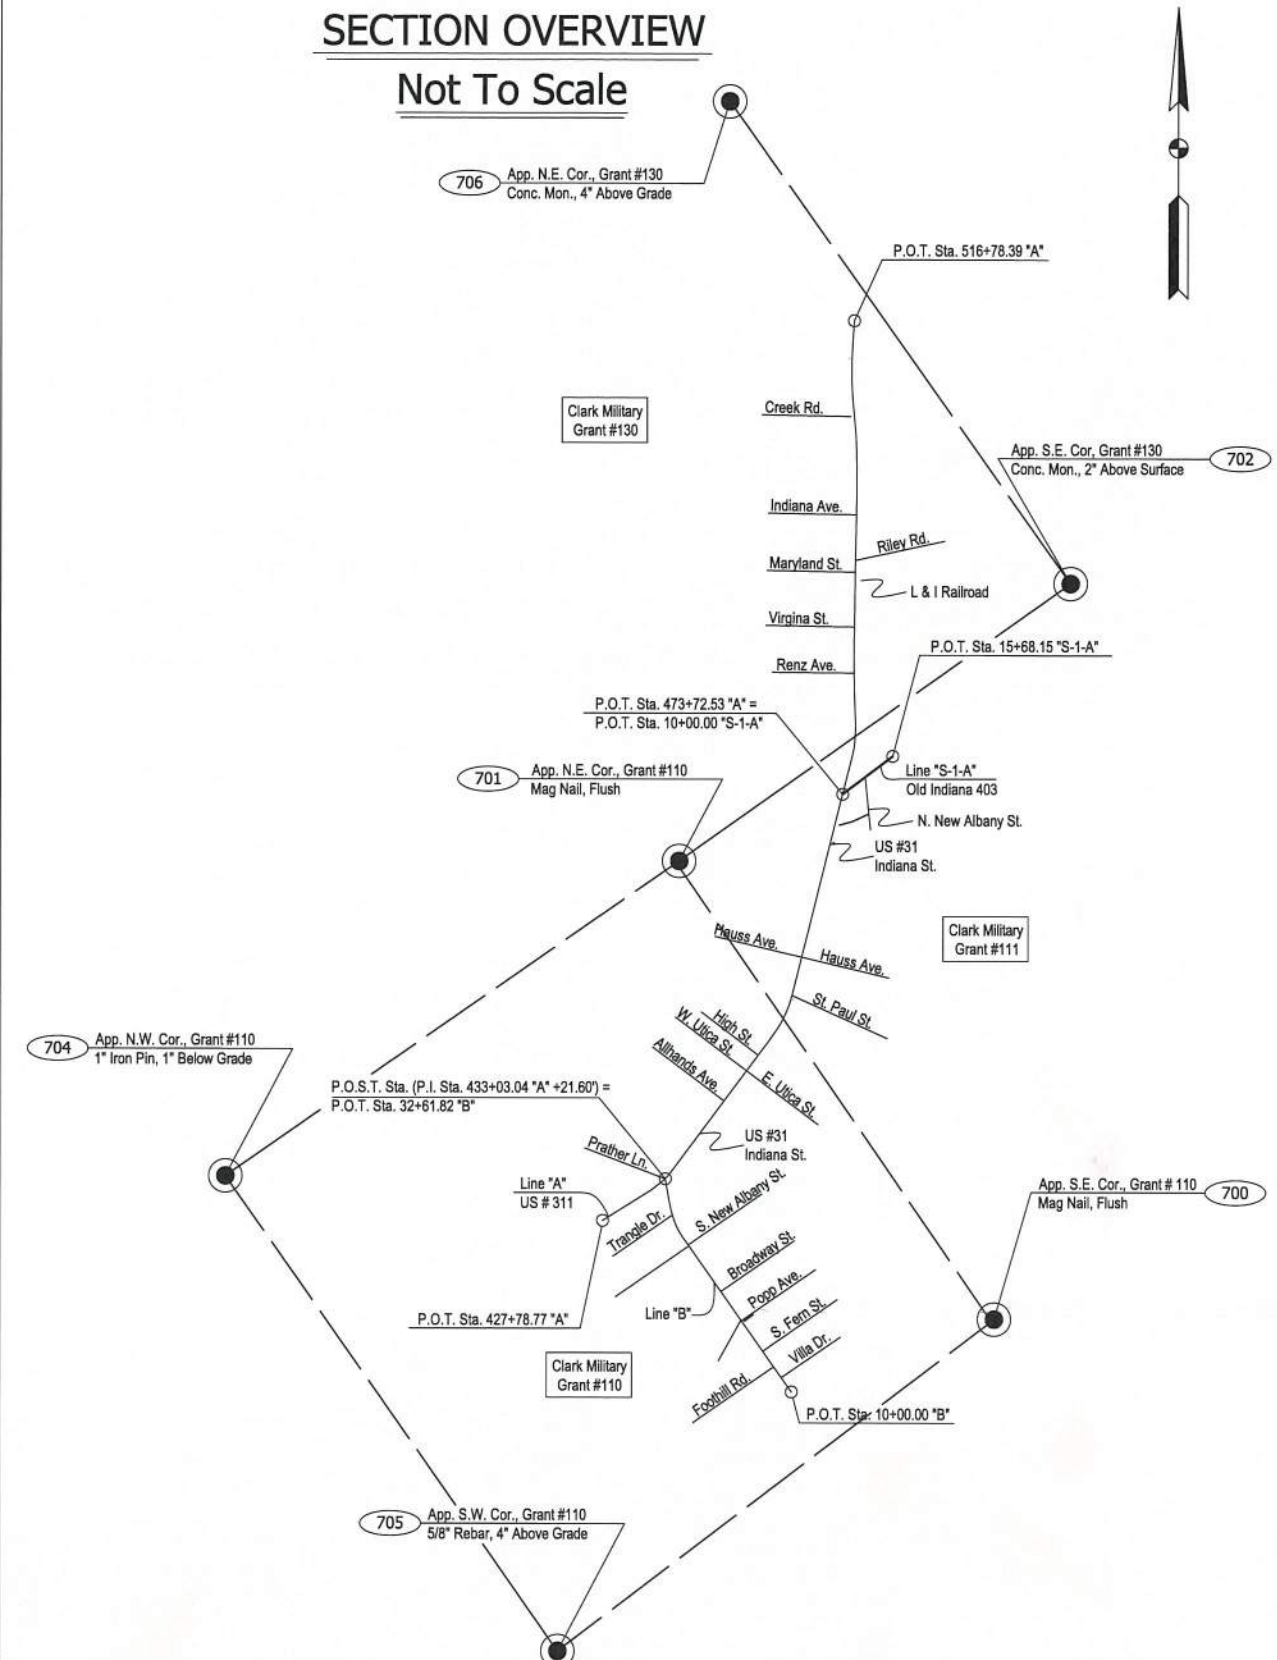 SECTION OVERVIEW
Not To Scale
706
App. N.E. Cor., Grant #130
Conc. Mon., 4" Above Grade
P.O.T. Sta. 516+78.39 "A"
Clark Military
Grant #130
Creek Rd.
App. S.E. Cor, Grant #130
Conc. Mon., 2" Above Surface
702
Indiana Ave.
Riley Rd.
Maryland St.
L & I Railroad
Virgina St.
P.O.T. Sta. 15+68.15 "S-1-A"
Renz Ave.
P.O.T. Sta. 473+72.53 "A" =
P.O.T. Sta. 10+00.00 "S-1-A"
701
App. N.E. Cor., Grant #110
Mag Nail, Flush
Line "S-1-A"
Old Indiana 403
N. New Albany St.
US #31
Indiana St.
Hauss Ave.
Hauss Ave.
Clark Military
Grant #111
St. Paul St.
High St.
W. Utica St.
Allhands Ave.
E. Utica St.
704
App. N.W. Cor., Grant #110
1" Iron Pin, 1" Below Grade
P.O.S.T. Sta. (P.I. Sta. 433+03.04 "A" +21.60') =
P.O.T. Sta. 32+61.82 "B"
US #31
Indiana St.
Prather Ln.
Line "A"
US # 311
Trangle Dr.
S. New Albany St.
App. S.E. Cor., Grant # 110
Mag Nail, Flush
700
Broadway St.
Popp Ave.
Line "B"
P.O.T. Sta. 427+78.77 "A"
S. Fern St.
Villa Dr.
Clark Military
Grant #110
Foothill Rd.
P.O.T. Sta. 10+00.00 "B"
705
App. S.W. Cor., Grant #110
5/8" Rebar, 4" Above Grade